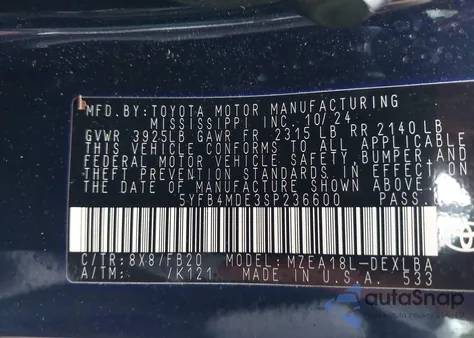 MFD.BY:TOYOTA MOTOR MANUFACTURING
MISSISSIPPI INC. 10/24
GVWR 3925LB GAWR FR 2315 LB RR 2140 LB
THIS VEHICLE CONFORMS TO ALL APPLICABLE
FEDERAL MOTOR VEHICLE SAFETY, BUMPER AND
THEFT PREVENTION STANDARDS IN EFFECT ON
THE DATE OF MANUFACTURE SHOWN ABOVE.
5YFB4MDE3SP236600 PASS.
C/TR:8X8/FB20 MODEL:MZEA18L-DEXLBA
A/TM: /K121 MADE IN U.S.A. 533
autoSnap